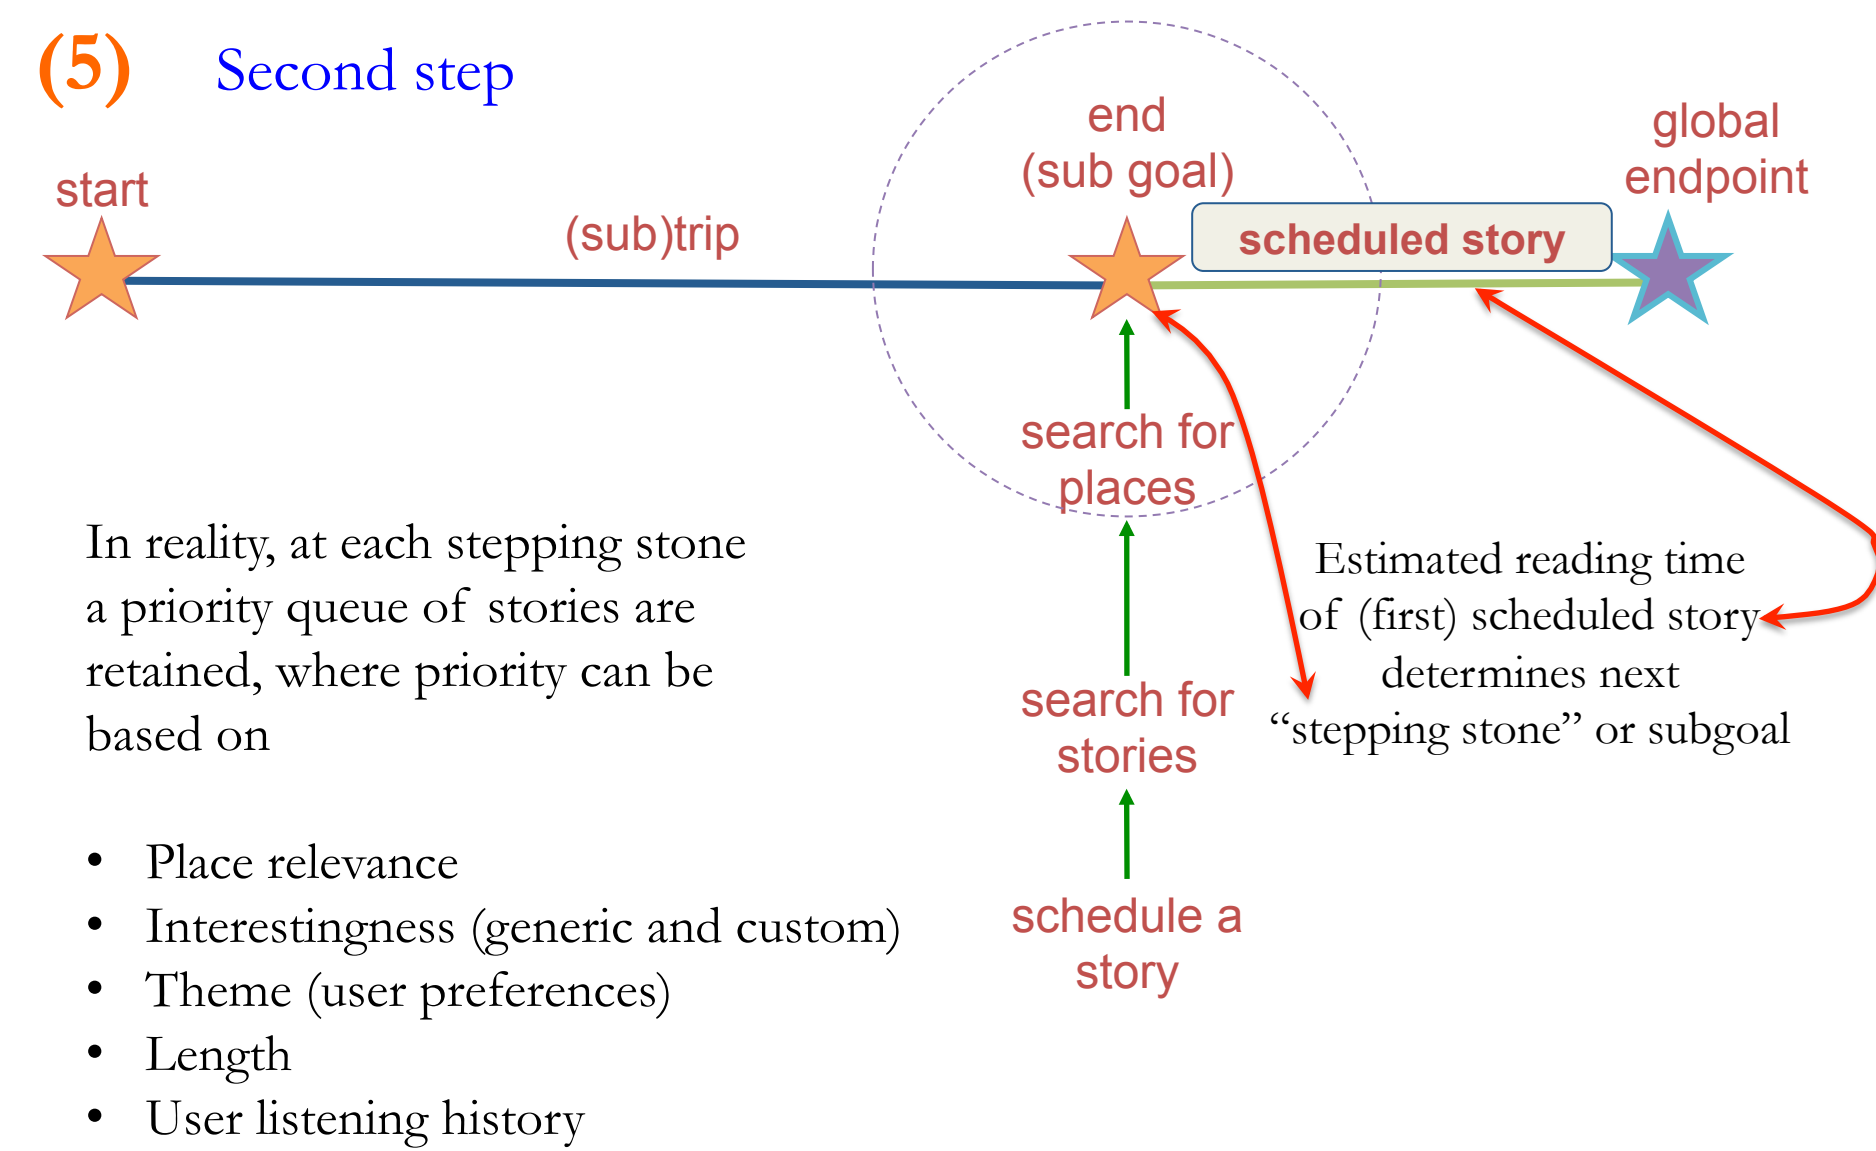 (5) Second step
start
(sub)trip
end
(sub goal)
global
endpoint
scheduled story
search for
places
search for
stories
schedule a
story
Estimated reading time
of (first) scheduled story
determines next
“stepping stone” or subgoal
In reality, at each stepping stone
a priority queue of stories are
retained, where priority can be
based on
• Place relevance
• Interestingness (generic and custom)
• Theme (user preferences)
• Length
• User listening history